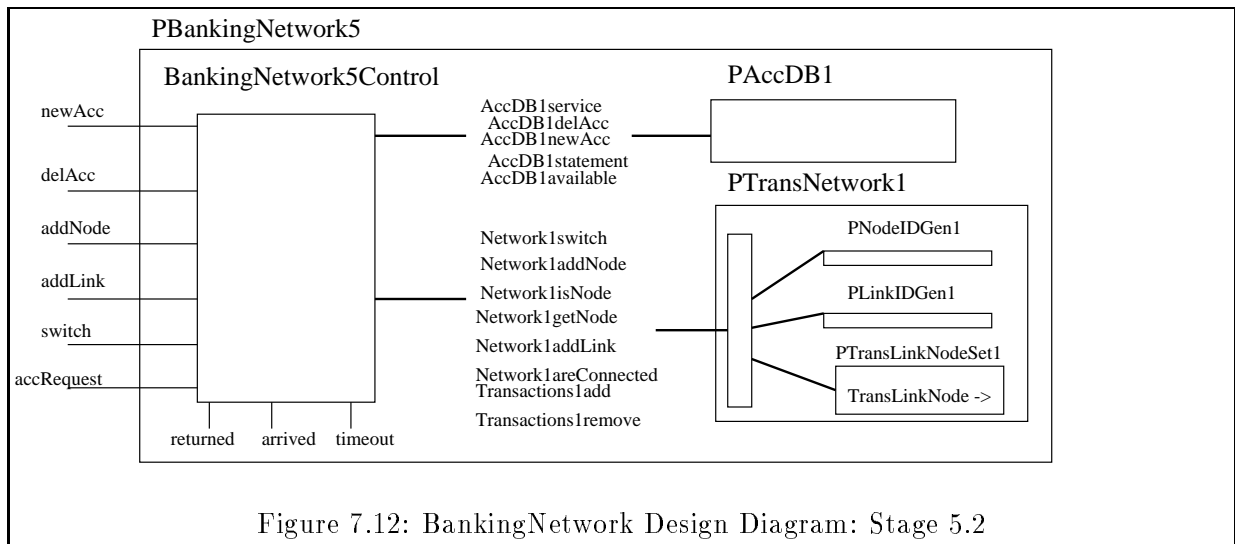 PBankingNetwork5
BankingNetwork5Control
PAccDB1
newAcc
delAcc
addNode
addLink
switch
accRequest
returned
arrived
timeout
AccDB1service
AccDB1delAcc
AccDB1newAcc
AccDB1statement
AccDB1available
Network1switch
Network1addNode
Network1isNode
Network1getNode
Network1addLink
Network1areConnected
Transactions1add
Transactions1remove
PTransNetwork1
PNodeIDGen1
PLinkIDGen1
PTransLinkNodeSet1
TransLinkNode ->
Figure 7.12: BankingNetwork Design Diagram: Stage 5.2